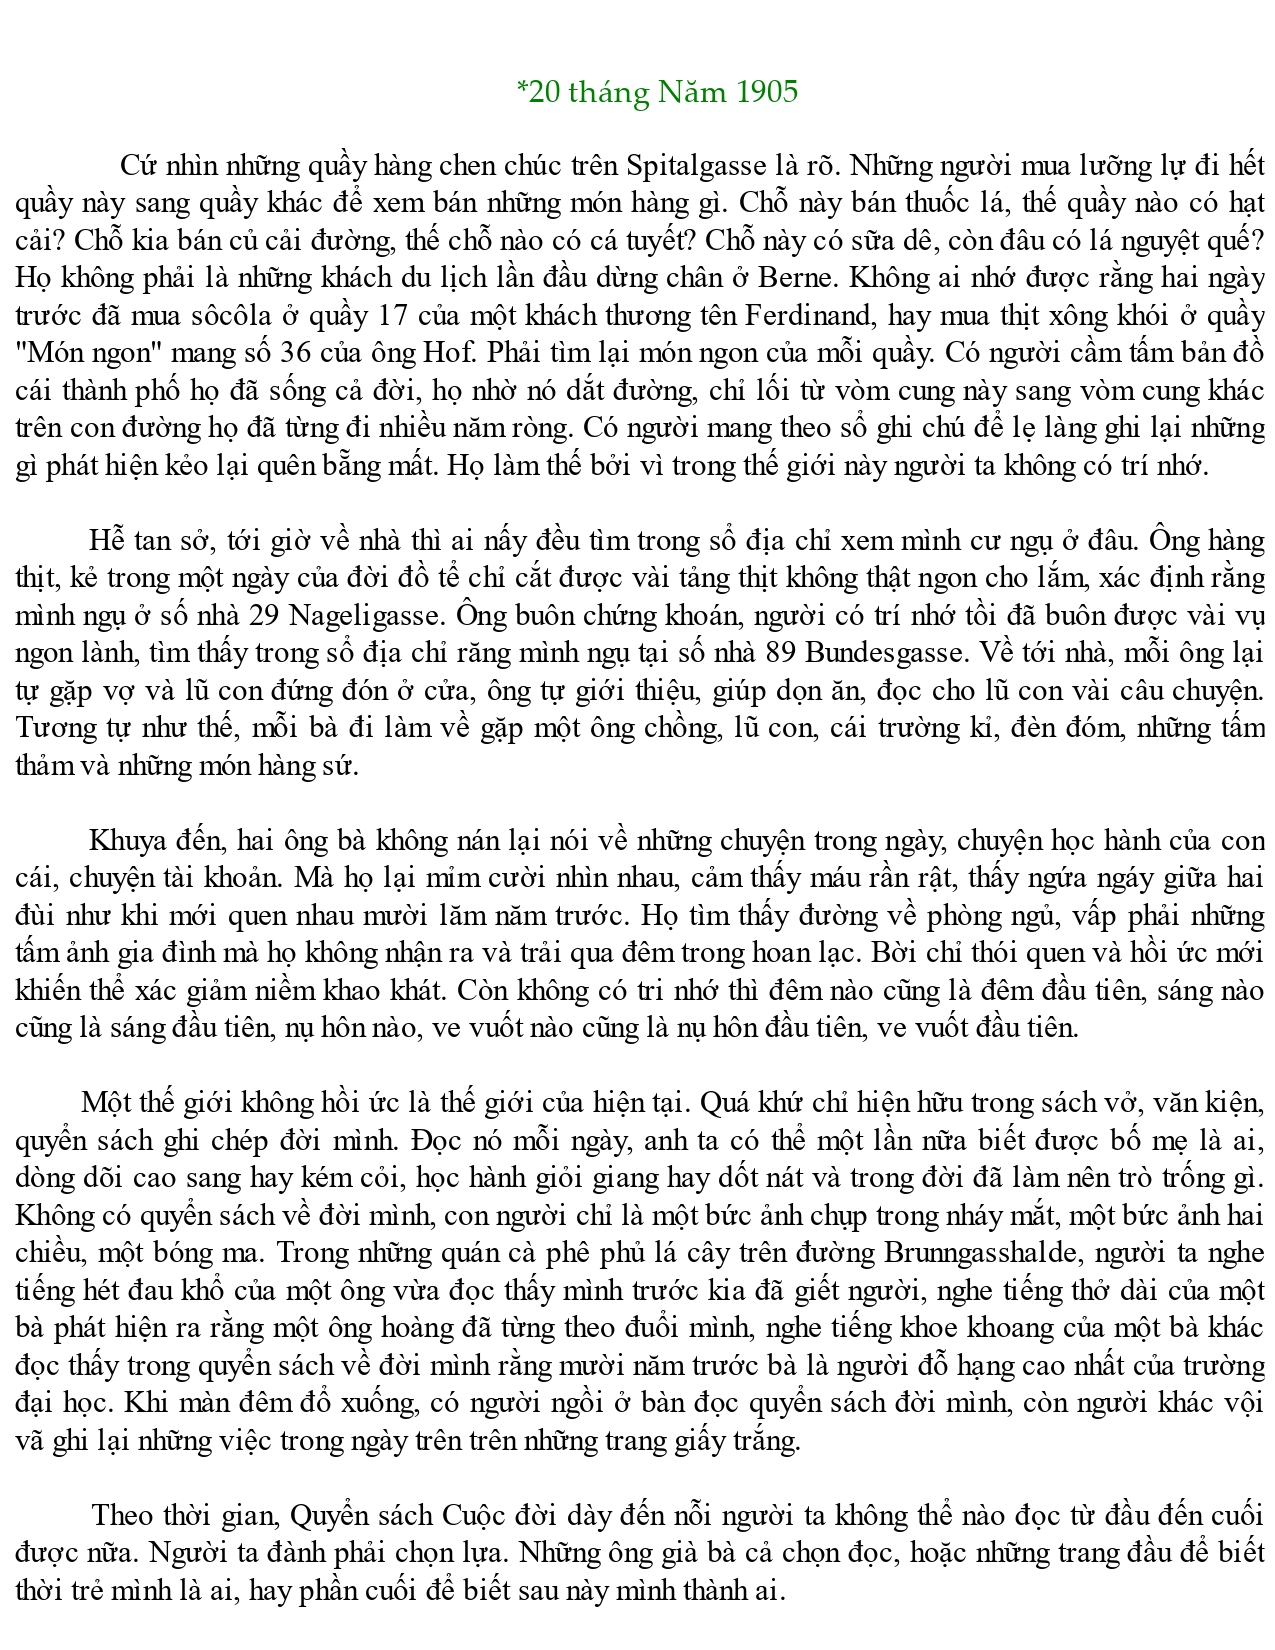 *20 tháng Năm 1905
Cứ nhìn những quầy hàng chen chúc trên Spitalgasse là rõ. Những người mua lưỡng lự đi hết
quầy này sang quầy khác để xem bán những món hàng gì. Chỗ này bán thuốc lá, thế quầy nào có hạt
cải? Chỗ kia bán củ cải đường, thế chỗ nào có cá tuyết? Chỗ này có sữa dê, còn đâu có lá nguyệt quế?
Họ không phải là những khách du lịch lần đầu dừng chân ở Berne. Không ai nhớ được rằng hai ngày
trước đã mua sôcôla ở quầy 17 của một khách thương tên Ferdinand, hay mua thịt xông khói ở quầy
"Món ngon" mang số 36 của ông Hof. Phải tìm lại món ngon của mỗi quầy. Có người cầm tấm bản đồ
cái thành phố họ đã sống cả đời, họ nhờ nó dắt đường, chỉ lối từ vòm cung này sang vòm cung khác
trên con đường họ đã từng đi nhiều năm ròng. Có người mang theo sổ ghi chú để lẹ làng ghi lại những
gì phát hiện kẻo lại quên bẵng mất. Họ làm thế bởi vì trong thế giới này người ta không có trí nhớ.
Hễ tan sở, tới giờ về nhà thì ai nấy đều tìm trong sổ địa chỉ xem mình cư ngụ ở đâu. Ông hàng
thịt, kẻ trong một ngày của đời đồ tể chỉ cắt được vài tảng thịt không thật ngon cho lắm, xác định rằng
mình ngụ ở số nhà 29 Nageligasse. Ông buôn chứng khoán, người có trí nhớ tồi đã buôn được vài vụ
ngon lành, tìm thấy trong sổ địa chỉ răng mình ngụ tại số nhà 89 Bundesgasse. Về tới nhà, mỗi ông lại
tự gặp vợ và lũ con đứng đón ở cửa, ông tự giới thiệu, giúp dọn ăn, đọc cho lũ con vài câu chuyện.
Tương tự như thế, mỗi bà đi làm về gặp một ông chồng, lũ con, cái trường kỉ, đèn đóm, những tấm
thảm và những món hàng sứ.
Khuya đến, hai ông bà không nán lại nói về những chuyện trong ngày, chuyện học hành của con
cái, chuyện tài khoản. Mà họ lại mỉm cười nhìn nhau, cảm thấy máu rần rật, thấy ngứa ngáy giữa hai
đùi như khi mới quen nhau mười lăm năm trước. Họ tìm thấy đường về phòng ngủ, vấp phải những
tấm ảnh gia đình mà họ không nhận ra và trải qua đêm trong hoan lạc. Bời chỉ thói quen và hồi ức mới
khiến thể xác giảm niềm khao khát. Còn không có tri nhớ thì đêm nào cũng là đêm đầu tiên, sáng nào
cũng là sáng đầu tiên, nụ hôn nào, ve vuốt nào cũng là nụ hôn đầu tiên, ve vuốt đầu tiên.
Một thế giới không hồi ức là thế giới của hiện tại. Quá khứ chỉ hiện hữu trong sách vở, văn kiện,
quyển sách ghi chép đời mình. Đọc nó mỗi ngày, anh ta có thể một lần nữa biết được bố mẹ là ai,
dòng dõi cao sang hay kém cỏi, học hành giỏi giang hay dốt nát và trong đời đã làm nên trò trống gì.
Không có quyển sách về đời mình, con người chỉ là một bức ảnh chụp trong nháy mắt, một bức ảnh hai
chiều, một bóng ma. Trong những quán cà phê phủ lá cây trên đường Brunngasshalde, người ta nghe
tiếng hét đau khổ của một ông vừa đọc thấy mình trước kia đã giết người, nghe tiếng thở dài của một
bà phát hiện ra rằng một ông hoàng đã từng theo đuổi mình, nghe tiếng khoe khoang của một bà khác
đọc thấy trong quyển sách về đời mình rằng mười năm trước bà là người đỗ hạng cao nhất của trường
đại học. Khi màn đêm đổ xuống, có người ngồi ở bàn đọc quyển sách đời mình, còn người khác vội
vã ghi lại những việc trong ngày trên trên những trang giấy trắng.
Theo thời gian, Quyển sách Cuộc đời dày đến nỗi người ta không thể nào đọc từ đầu đến cuối
được nữa. Người ta đành phải chọn lựa. Những ông già bà cả chọn đọc, hoặc những trang đầu để biết
thời trẻ mình là ai, hay phần cuối để biết sau này mình thành ai.